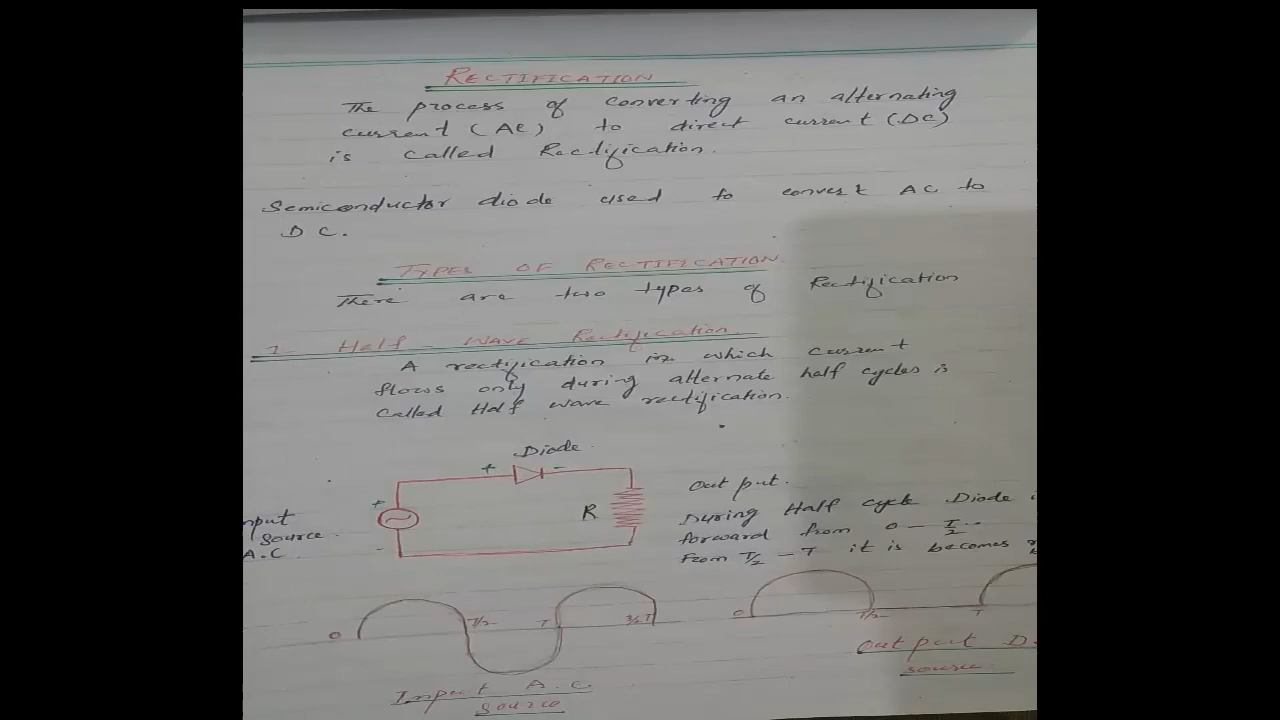 RECTIFICATION
The process of converting an alternating
current (AC) to direct current (DC)
is called Rectification.
Semiconductor diode used to convert AC to
DC.
TYPES OF RECTIFICATION
There are two types of Rectification
1. Half-Wave Rectification
A rectification in which current
flows only during alternate half cycles is
called Half wave rectification.
Diode
+ -
+
R
nput
source
A.C
-
Out put.
During Half cycle Diode
forward from 0 - T/2
From T/2 - T it is becomes
0 T/2 T 3/2T
0 T/2 T
Input A.C.
source
Out put D.
source